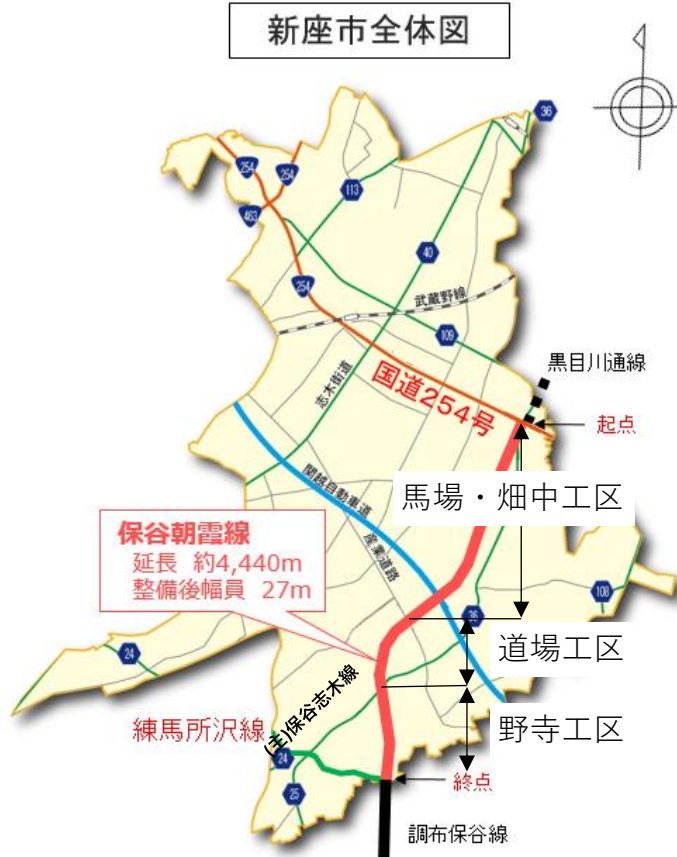 新座市全体図
36
254
254
463
113
40
254
武蔵野線
109
黒目川通線
国道254号
志木街道
起点
馬場・畑中工区
関越自動車道
保谷朝霞線
延長 約4,440m
整備後幅員 27m
産業道路
108
36
道場工区
24
(主)保谷志木線
練馬所沢線
野寺工区
24
終点
25
調布保谷線